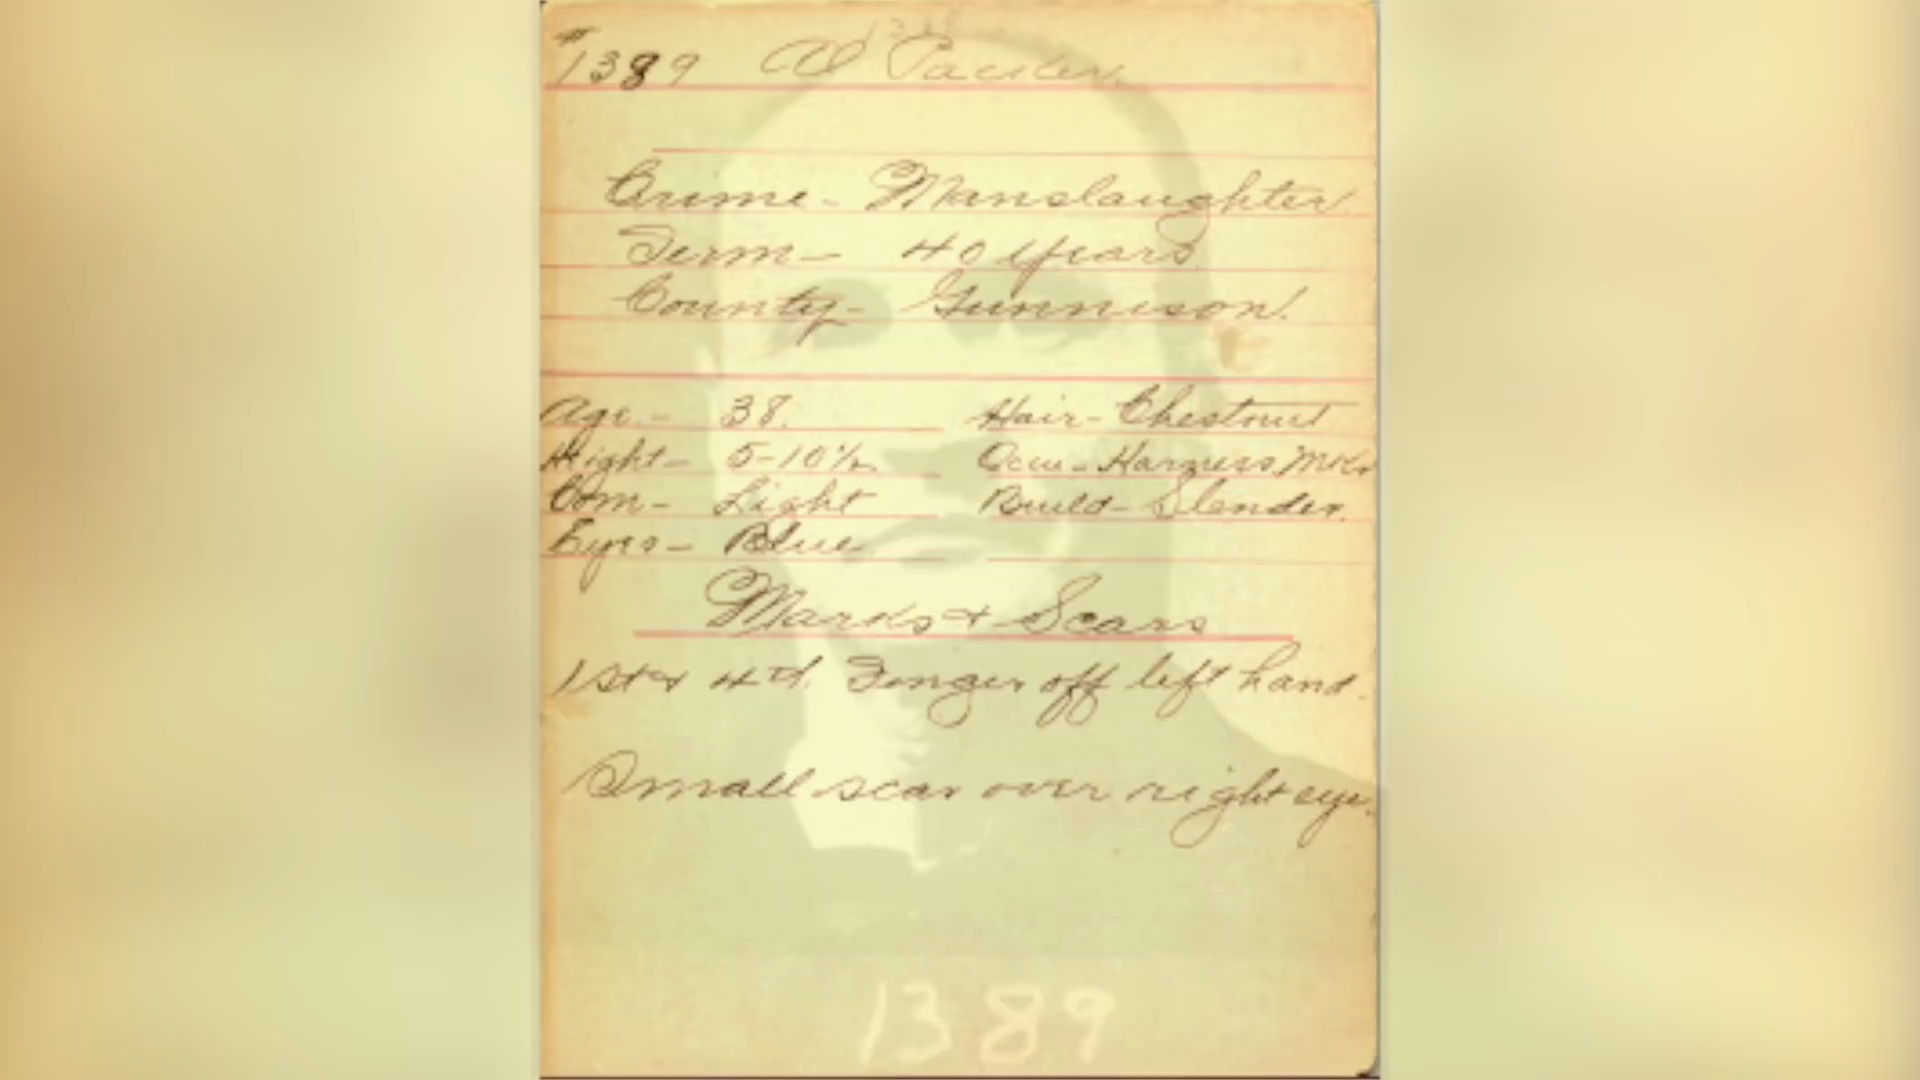 #1389 Al Packer.
Crime - Manslaughter.
Term - 40 years
County - Gunnison.
Age. - 38. Hair - Chestnut
Hight - 5-10½ Occu - Harness Mkr
Com - Light Build - Slender.
Eyes - Blue.
Marks & Scars
1st & 4th. Finger off left hand.
Small scar over right eye.
1389